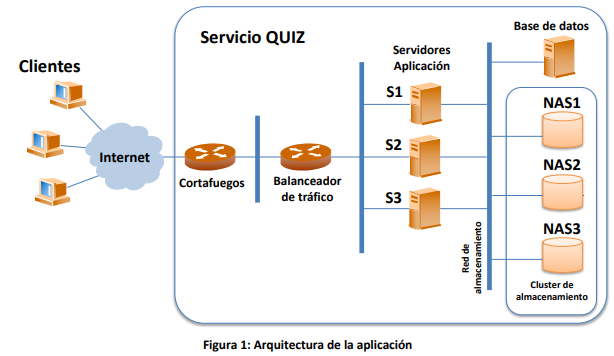 Servicio QUIZ
Base de datos
Clientes
Servidores
Aplicación
S1
NAS1
Internet
S2
Cortafuegos
Balanceador
de tráfico
NAS2
S3
NAS3
Red de
almacenamiento
Cluster de
almacenamiento
Figura 1: Arquitectura de la aplicación